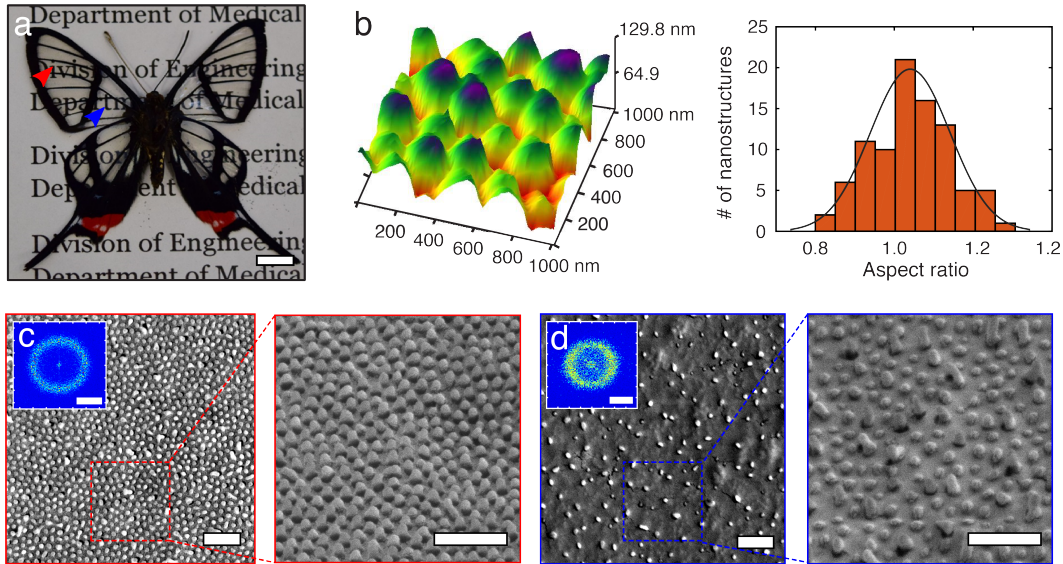 a
Department of Medical
Division of Engineering
Department of Medical
Division of Engineering
Department of Medical
Division of Engineering
Department of Medical
b
129.8 nm
64.9
1000 nm
800
600
400
200
200
400
600
800
1000 nm
# of nanostructures
25
20
15
10
5
0
0.8
1.0
1.2
1.2
Aspect ratio
c
d